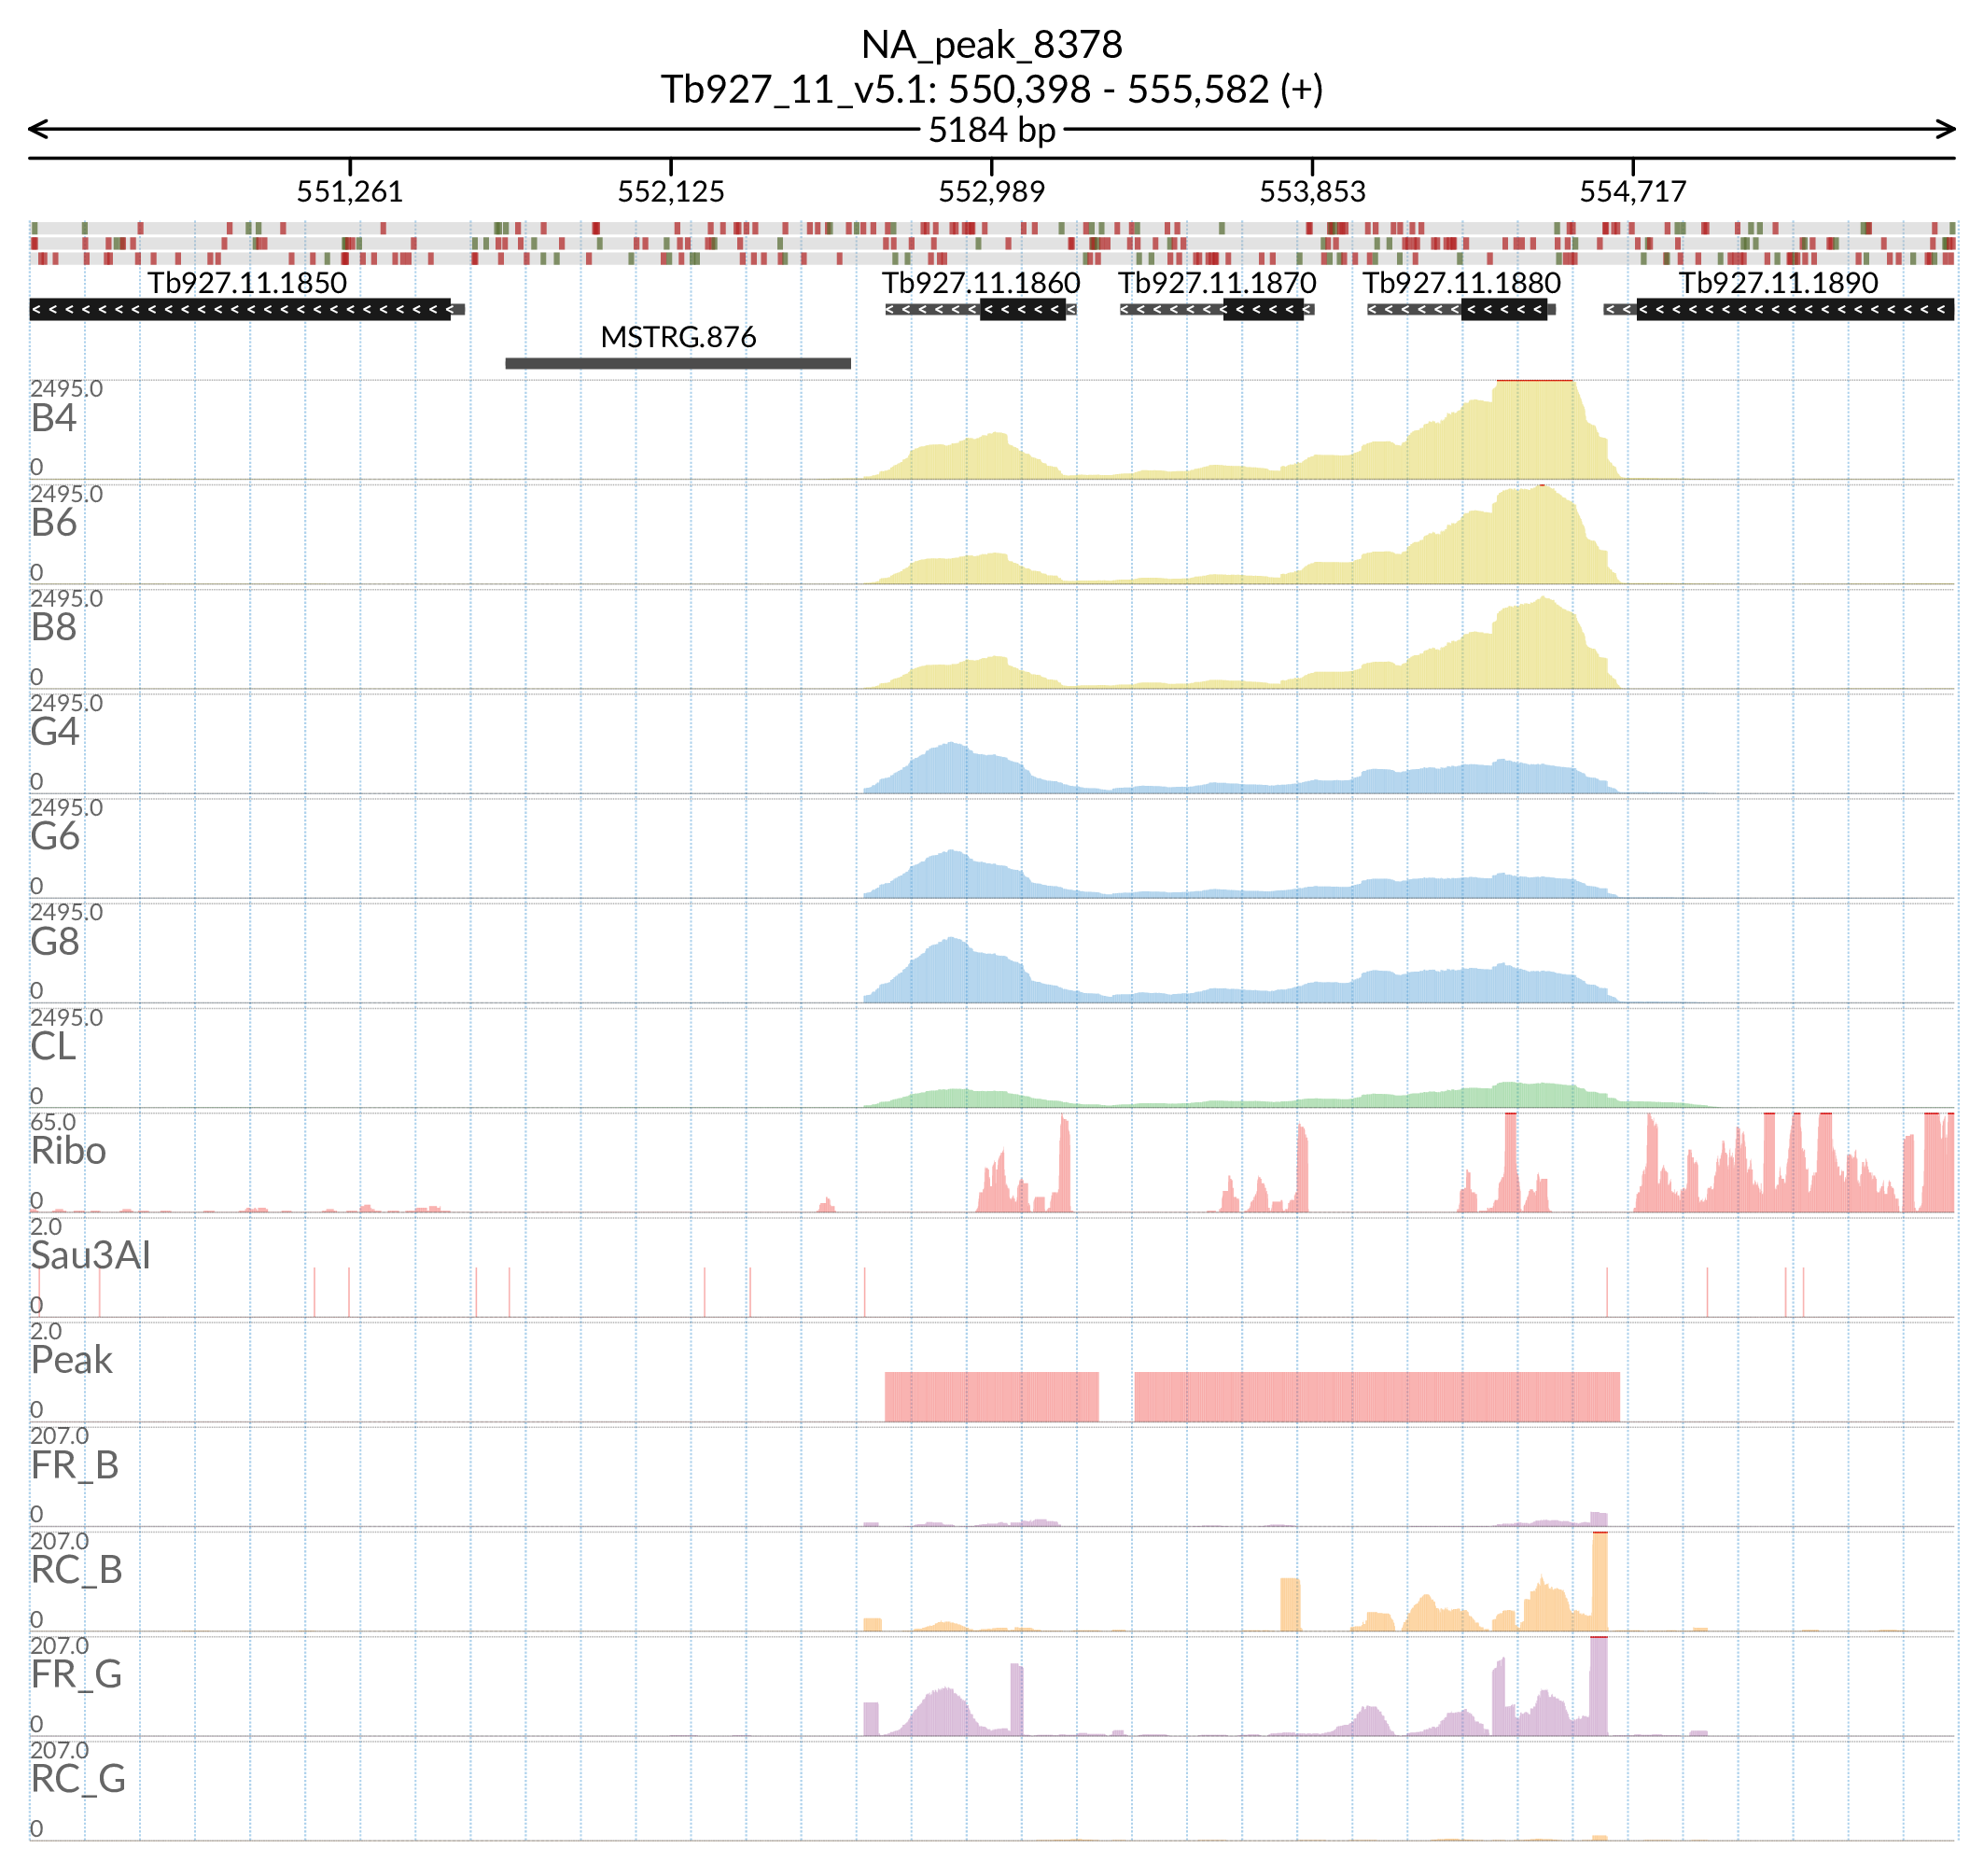 NA_peak_8378
Tb927_11_v5.1: 550,398 - 555,582 (+)
5184 bp
551,261 552,125 552,989 553,853 554,717
Tb927.11.1850 Tb927.11.1860 Tb927.11.1870 Tb927.11.1880 Tb927.11.1890
MSTRG.876
2495.0
B4
0
2495.0
B6
0
2495.0
B8
0
2495.0
G4
0
2495.0
G6
0
2495.0
G8
0
2495.0
CL
0
65.0
Ribo
0
2.0
Sau3AI
0
2.0
Peak
0
207.0
FR_B
0
207.0
RC_B
0
207.0
FR_G
0
207.0
RC_G
0